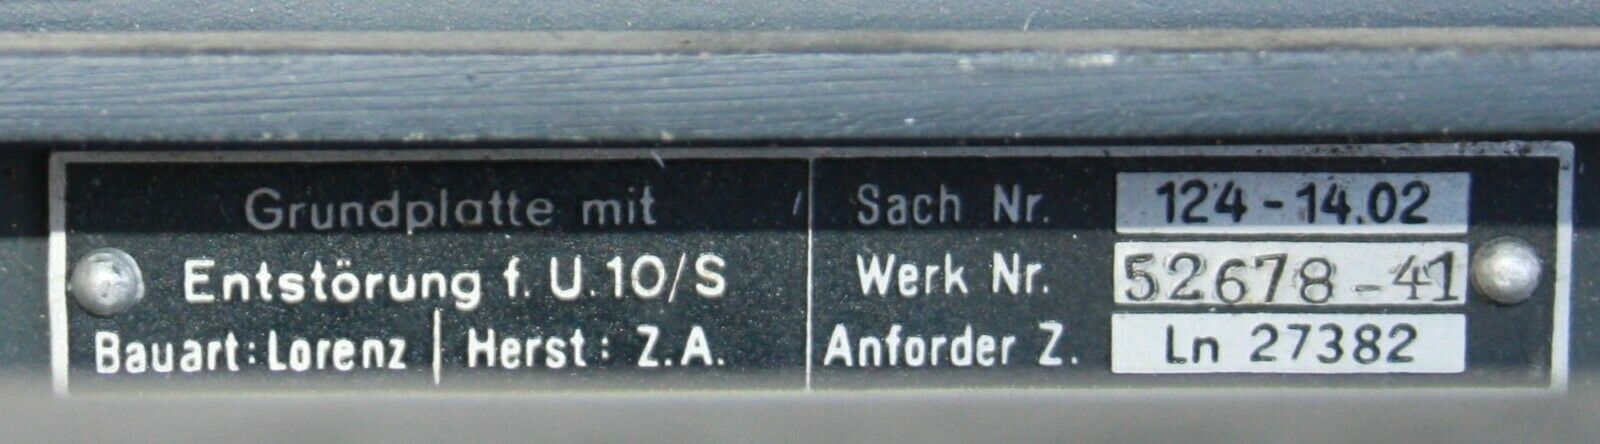 Grundplatte mit
Entstörung f. U.10/S
Bauart: Lorenz | Herst: Z.A.
Sach Nr. 124-14.02
Werk Nr. 52678-41
Anforder Z. Ln 27382